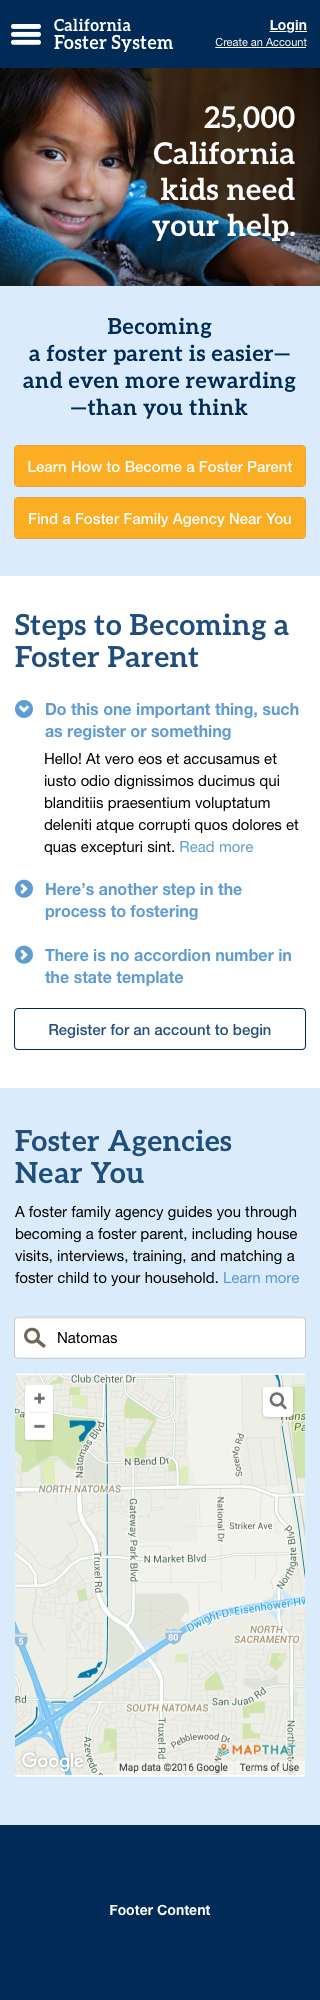 California
Foster System
Login
Create an Account
25,000
California
kids need
your help.
Becoming
a foster parent is easier—
and even more rewarding
—than you think
Learn How to Become a Foster Parent
Find a Foster Family Agency Near You
Steps to Becoming a
Foster Parent
Do this one important thing, such
as register or something
Hello! At vero eos et accusamus et
iusto odio dignissimos ducimus qui
blanditiis praesentium voluptatum
deleniti atque corrupti quos dolores et
quas excepturi sint. Read more
Here's another step in the
process to fostering
There is no accordion number in
the state template
Register for an account to begin
Foster Agencies
Near You
A foster family agency guides you through
becoming a foster parent, including house
visits, interviews, training, and matching a
foster child to your household. Learn more
Natomas
Club Center Dr
+
−
Natomas Blvd
N Bend Dr
Sorento Rd
NORTH NATOMAS
Gateway Park Blvd
National Dr
Striker Ave
Truxel Rd
N Market Blvd
Northgate Blvd
Dwight D. Eisenhower Hw
80
5
NORTH
SACRAMENTO
Rd
San Juan Rd
SOUTH NATOMAS
Truxel Rd
Pebblewood Dr
Azevedo
Northg
MAPTHAT
Google
Map data ©2016 Google
Terms of Use
Footer Content